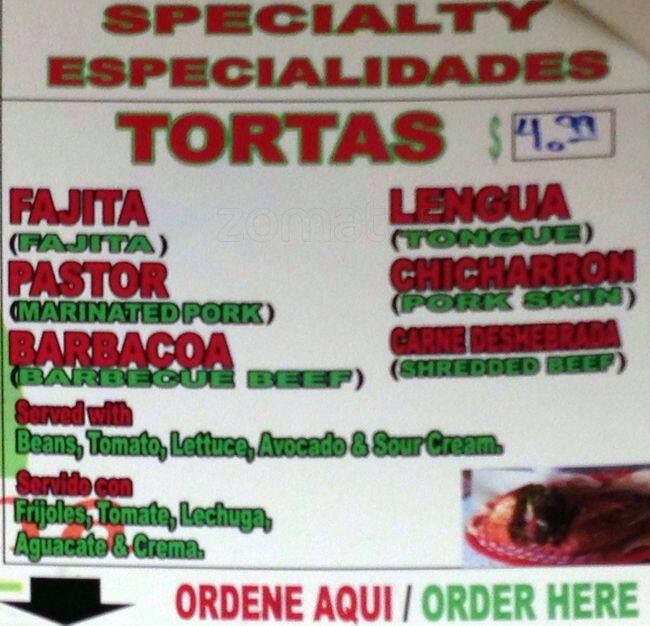 SPECIALTY
ESPECIALIDADES
TORTAS $ 4.99
FAJITA
(FAJITA)
PASTOR
(MARINATED PORK)
BARBACOA
(BARBECUE BEEF)
LENGUA
(TONGUE)
CHICHARRON
(PORK SKIN)
CARNE DESHEBRADA
(SHREDDED BEEF)
Served with
Beans, Tomato, Lettuce, Avocado & Sour Cream.
Servido con
Frijoles, Tomate, Lechuga,
Aguacate & Crema.
ORDENE AQUI / ORDER HERE